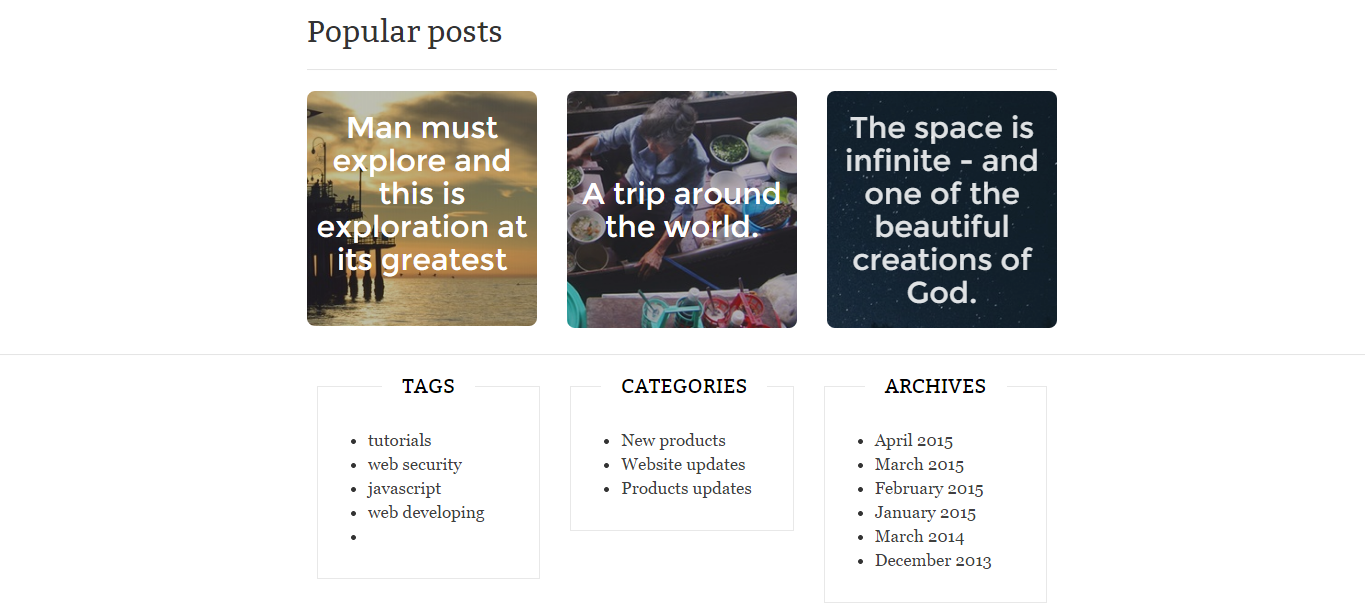 Popular posts
Man must
explore and
this is
exploration at
its greatest
A trip around
the world.
The space is
infinite - and
one of the
beautiful
creations of
God.
TAGS
tutorials
web security
javascript
web developing
CATEGORIES
New products
Website updates
Products updates
ARCHIVES
April 2015
March 2015
February 2015
January 2015
March 2014
December 2013